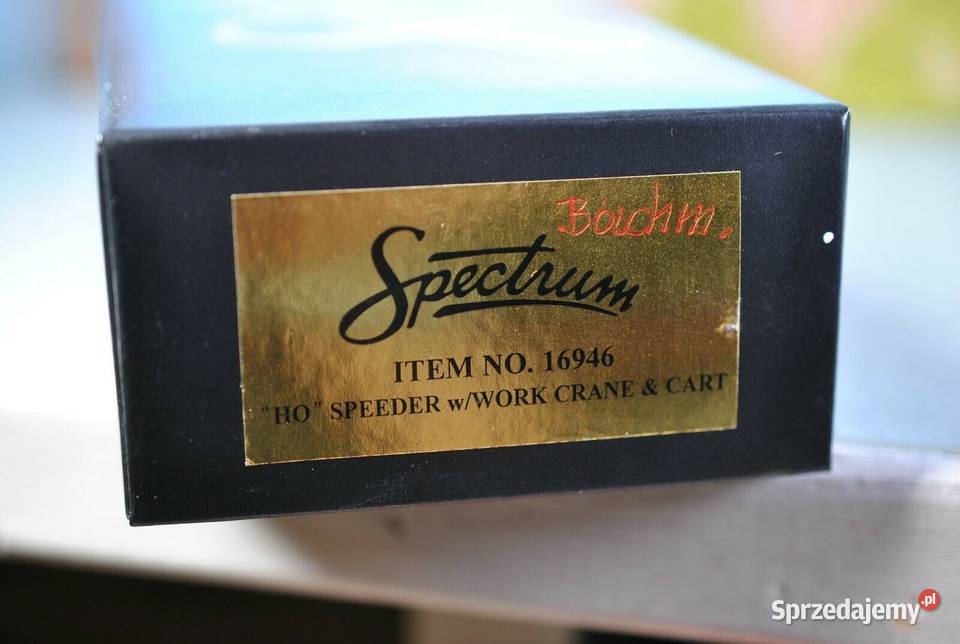 Bachm.
Spectrum
ITEM NO. 16946
"HO" SPEEDER w/WORK CRANE & CART
Sprzedajemy.pl